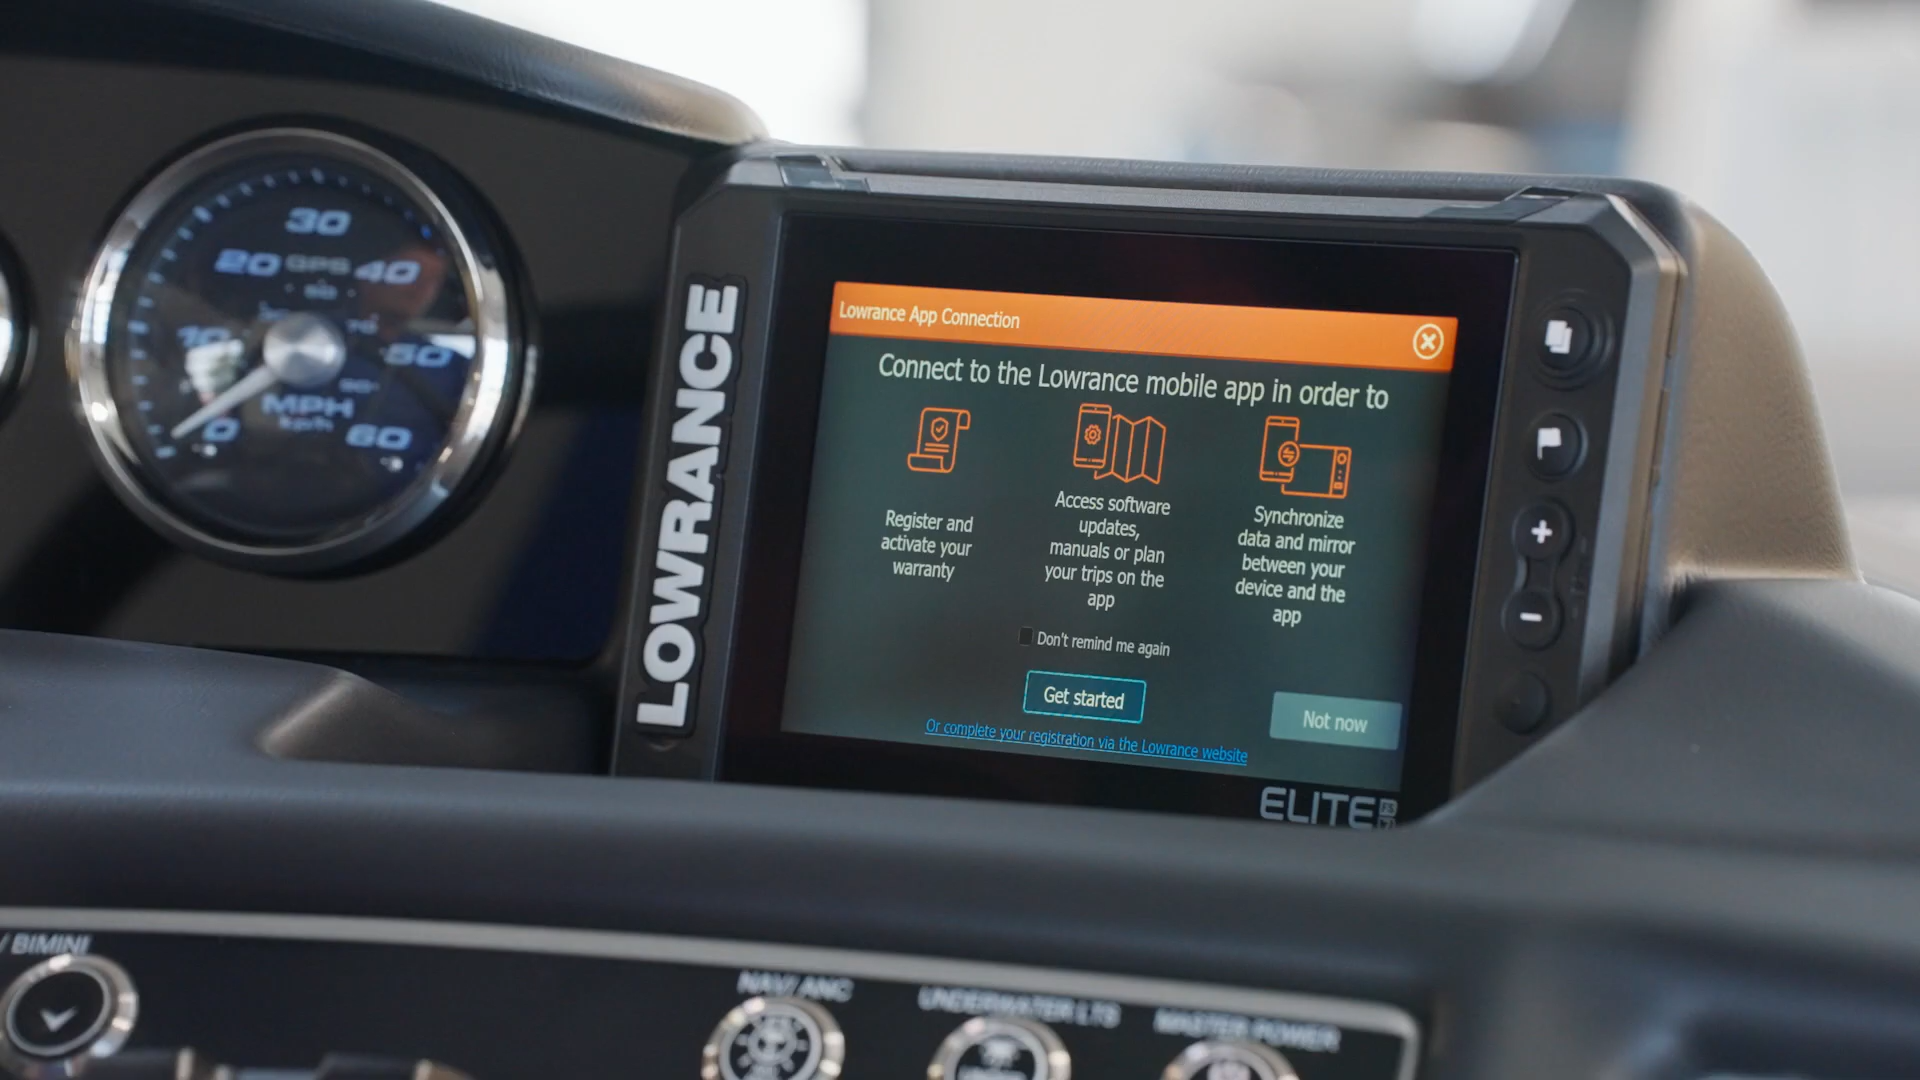 30
20 GPS 40
10
50
MPH
km/h
0
60
LOWRANCE
Lowrance App Connection
Connect to the Lowrance mobile app in order to
Register and
activate your
warranty
Access software
updates,
manuals or plan
your trips on the
app
Synchronize
data and mirror
between your
device and the
app
Don't remind me again
Get started
Not now
Or complete your registration via the Lowrance website
ELITE FS
/ BIMINI
NAV/ ANC
UNDERWATER LTS
MASTER POWER